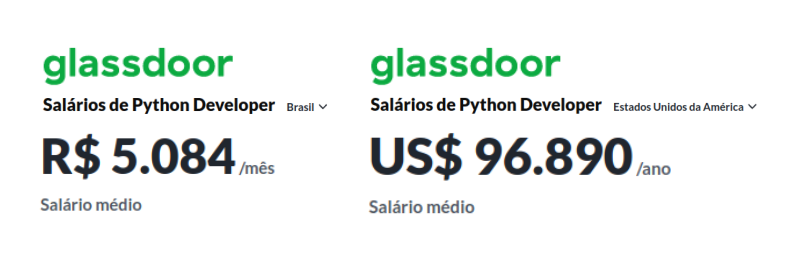 glassdoor
Salários de Python Developer Brasil
R$ 5.084 /mês
Salário médio
glassdoor
Salários de Python Developer Estados Unidos da América
US$ 96.890 /ano
Salário médio